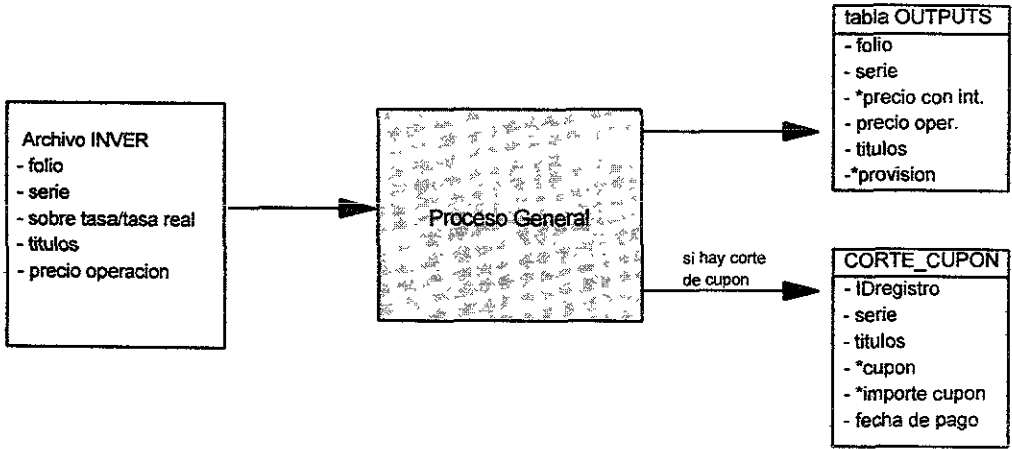 Archivo INVER
- folio
- serie
- sobre tasa/tasa real
- titulos
- precio operacion
Proceso General
tabla OUTPUTS
- folio
- serie
- *precio con int.
- precio oper.
- titulos
-*provision
si hay corte
de cupon
CORTE_CUPON
- IDregistro
- serie
- titulos
- *cupon
- *importe cupon
- fecha de pago